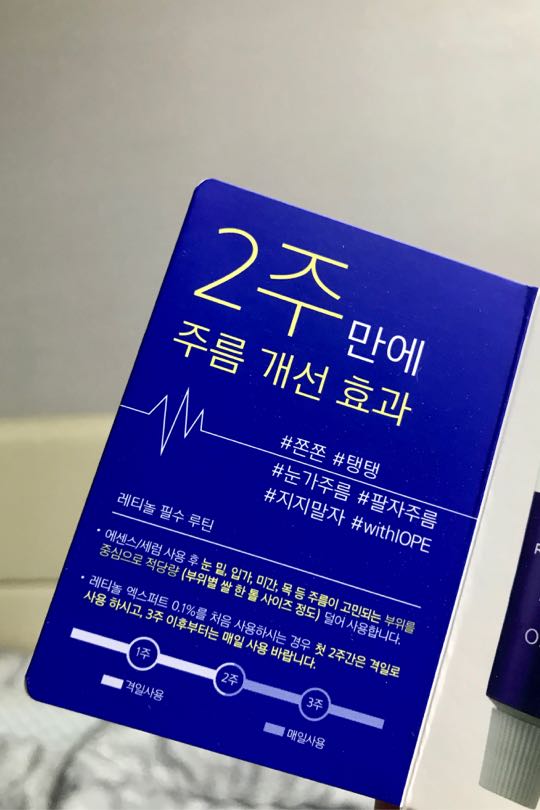 2주만에
주름 개선 효과
#쫀쫀 #탱탱
#눈가주름 #팔자주름
#지지말자 #withIOPE
레티놀 필수 루틴
• 에센스/세럼 사용 후 눈 밑, 입가, 미간, 목 등 주름이 고민되는 부위를
중심으로 적당량 (부위별 쌀 한 톨 사이즈 정도) 덜어 사용합니다.
• 레티놀 엑스퍼트 0.1%를 처음 사용하시는 경우 첫 2주간은 격일로
사용 하시고, 3주 이후부터는 매일 사용 바랍니다.
1주 2주 3주
격일사용
매일사용